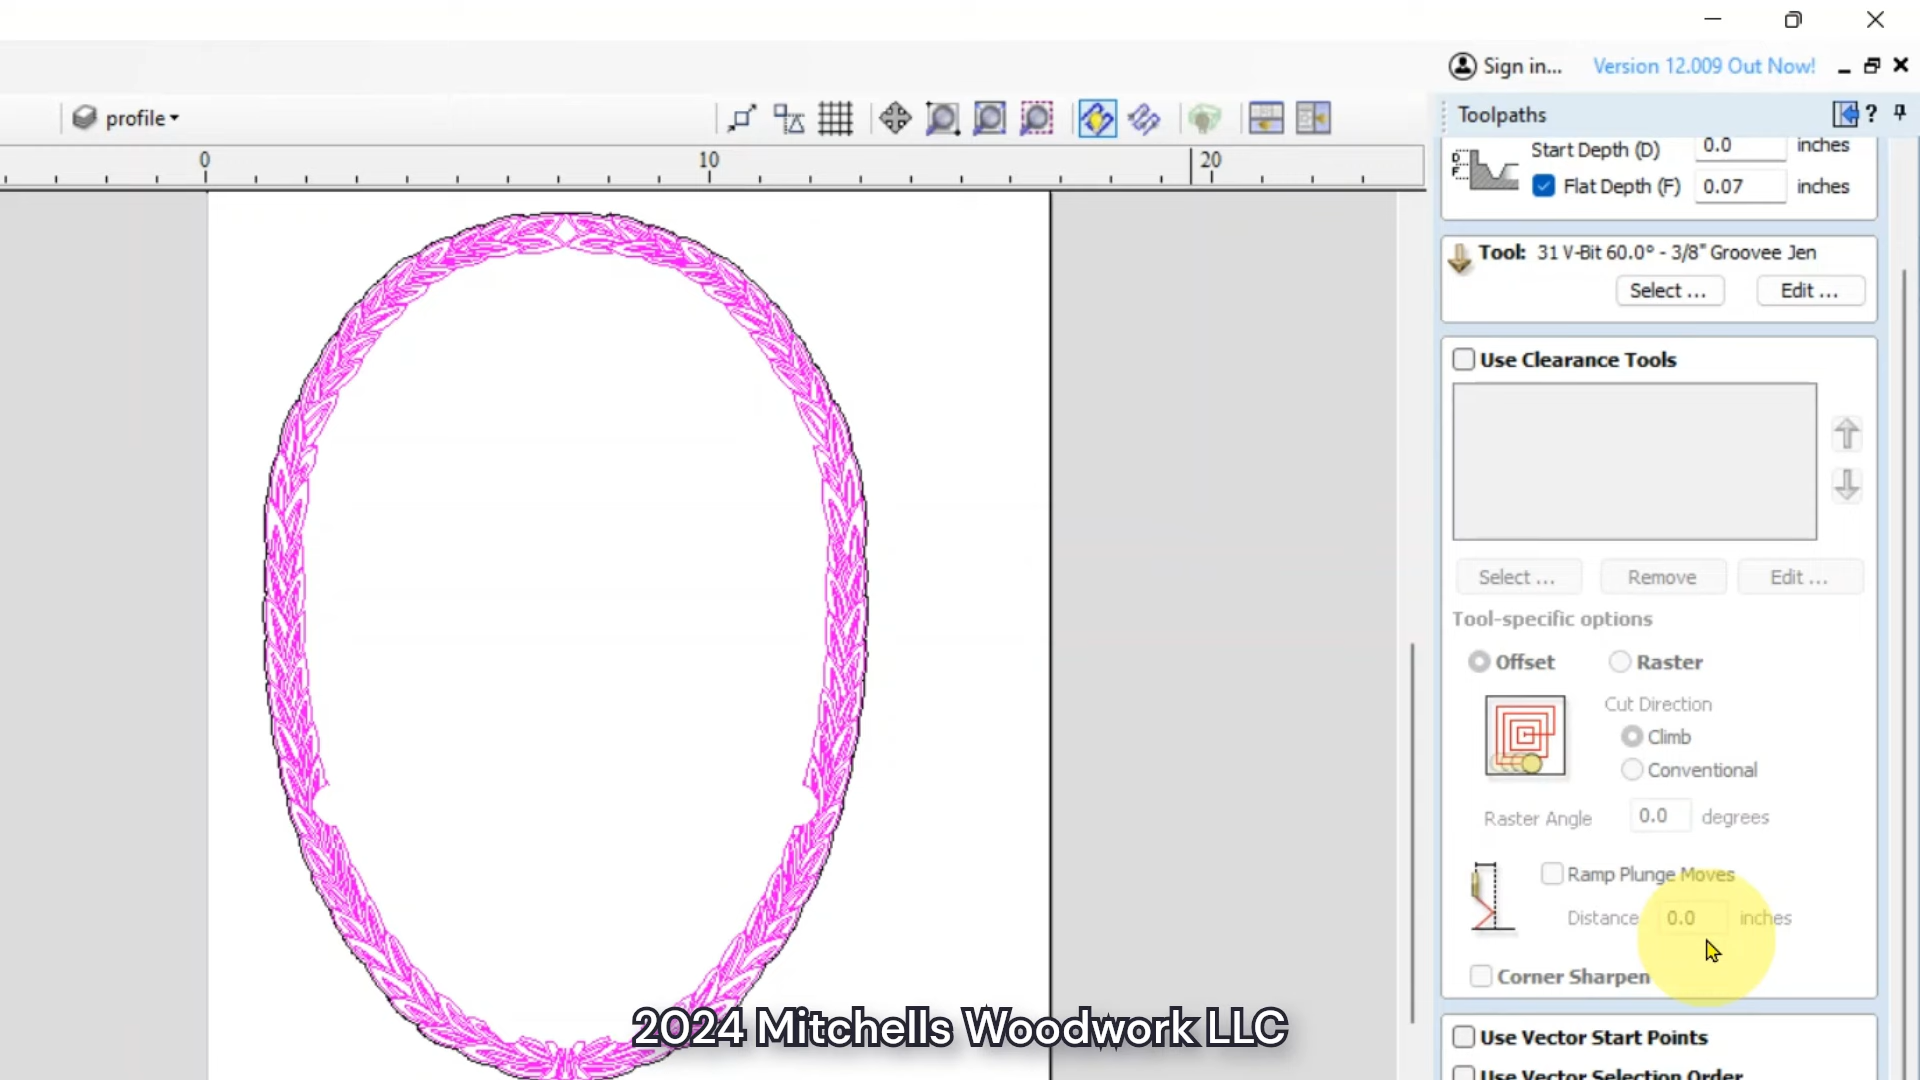 Sign in... Version 12.009 Out Now!
profile
Toolpaths
0 10 20
Start Depth (D) 0.0 inches
Flat Depth (F) 0.07 inches
Tool: 31 V-Bit 60.0° - 3/8" Groovee Jen
Select ... Edit ...
Use Clearance Tools
Select ... Remove Edit ...
Tool-specific options
Offset Raster
Cut Direction
Climb
Conventional
Raster Angle 0.0 degrees
Ramp Plunge Moves
Distance 0.0 inches
Corner Sharpen
2024 Mitchells Woodwork LLC
Use Vector Start Points
Use Vector Selection Order